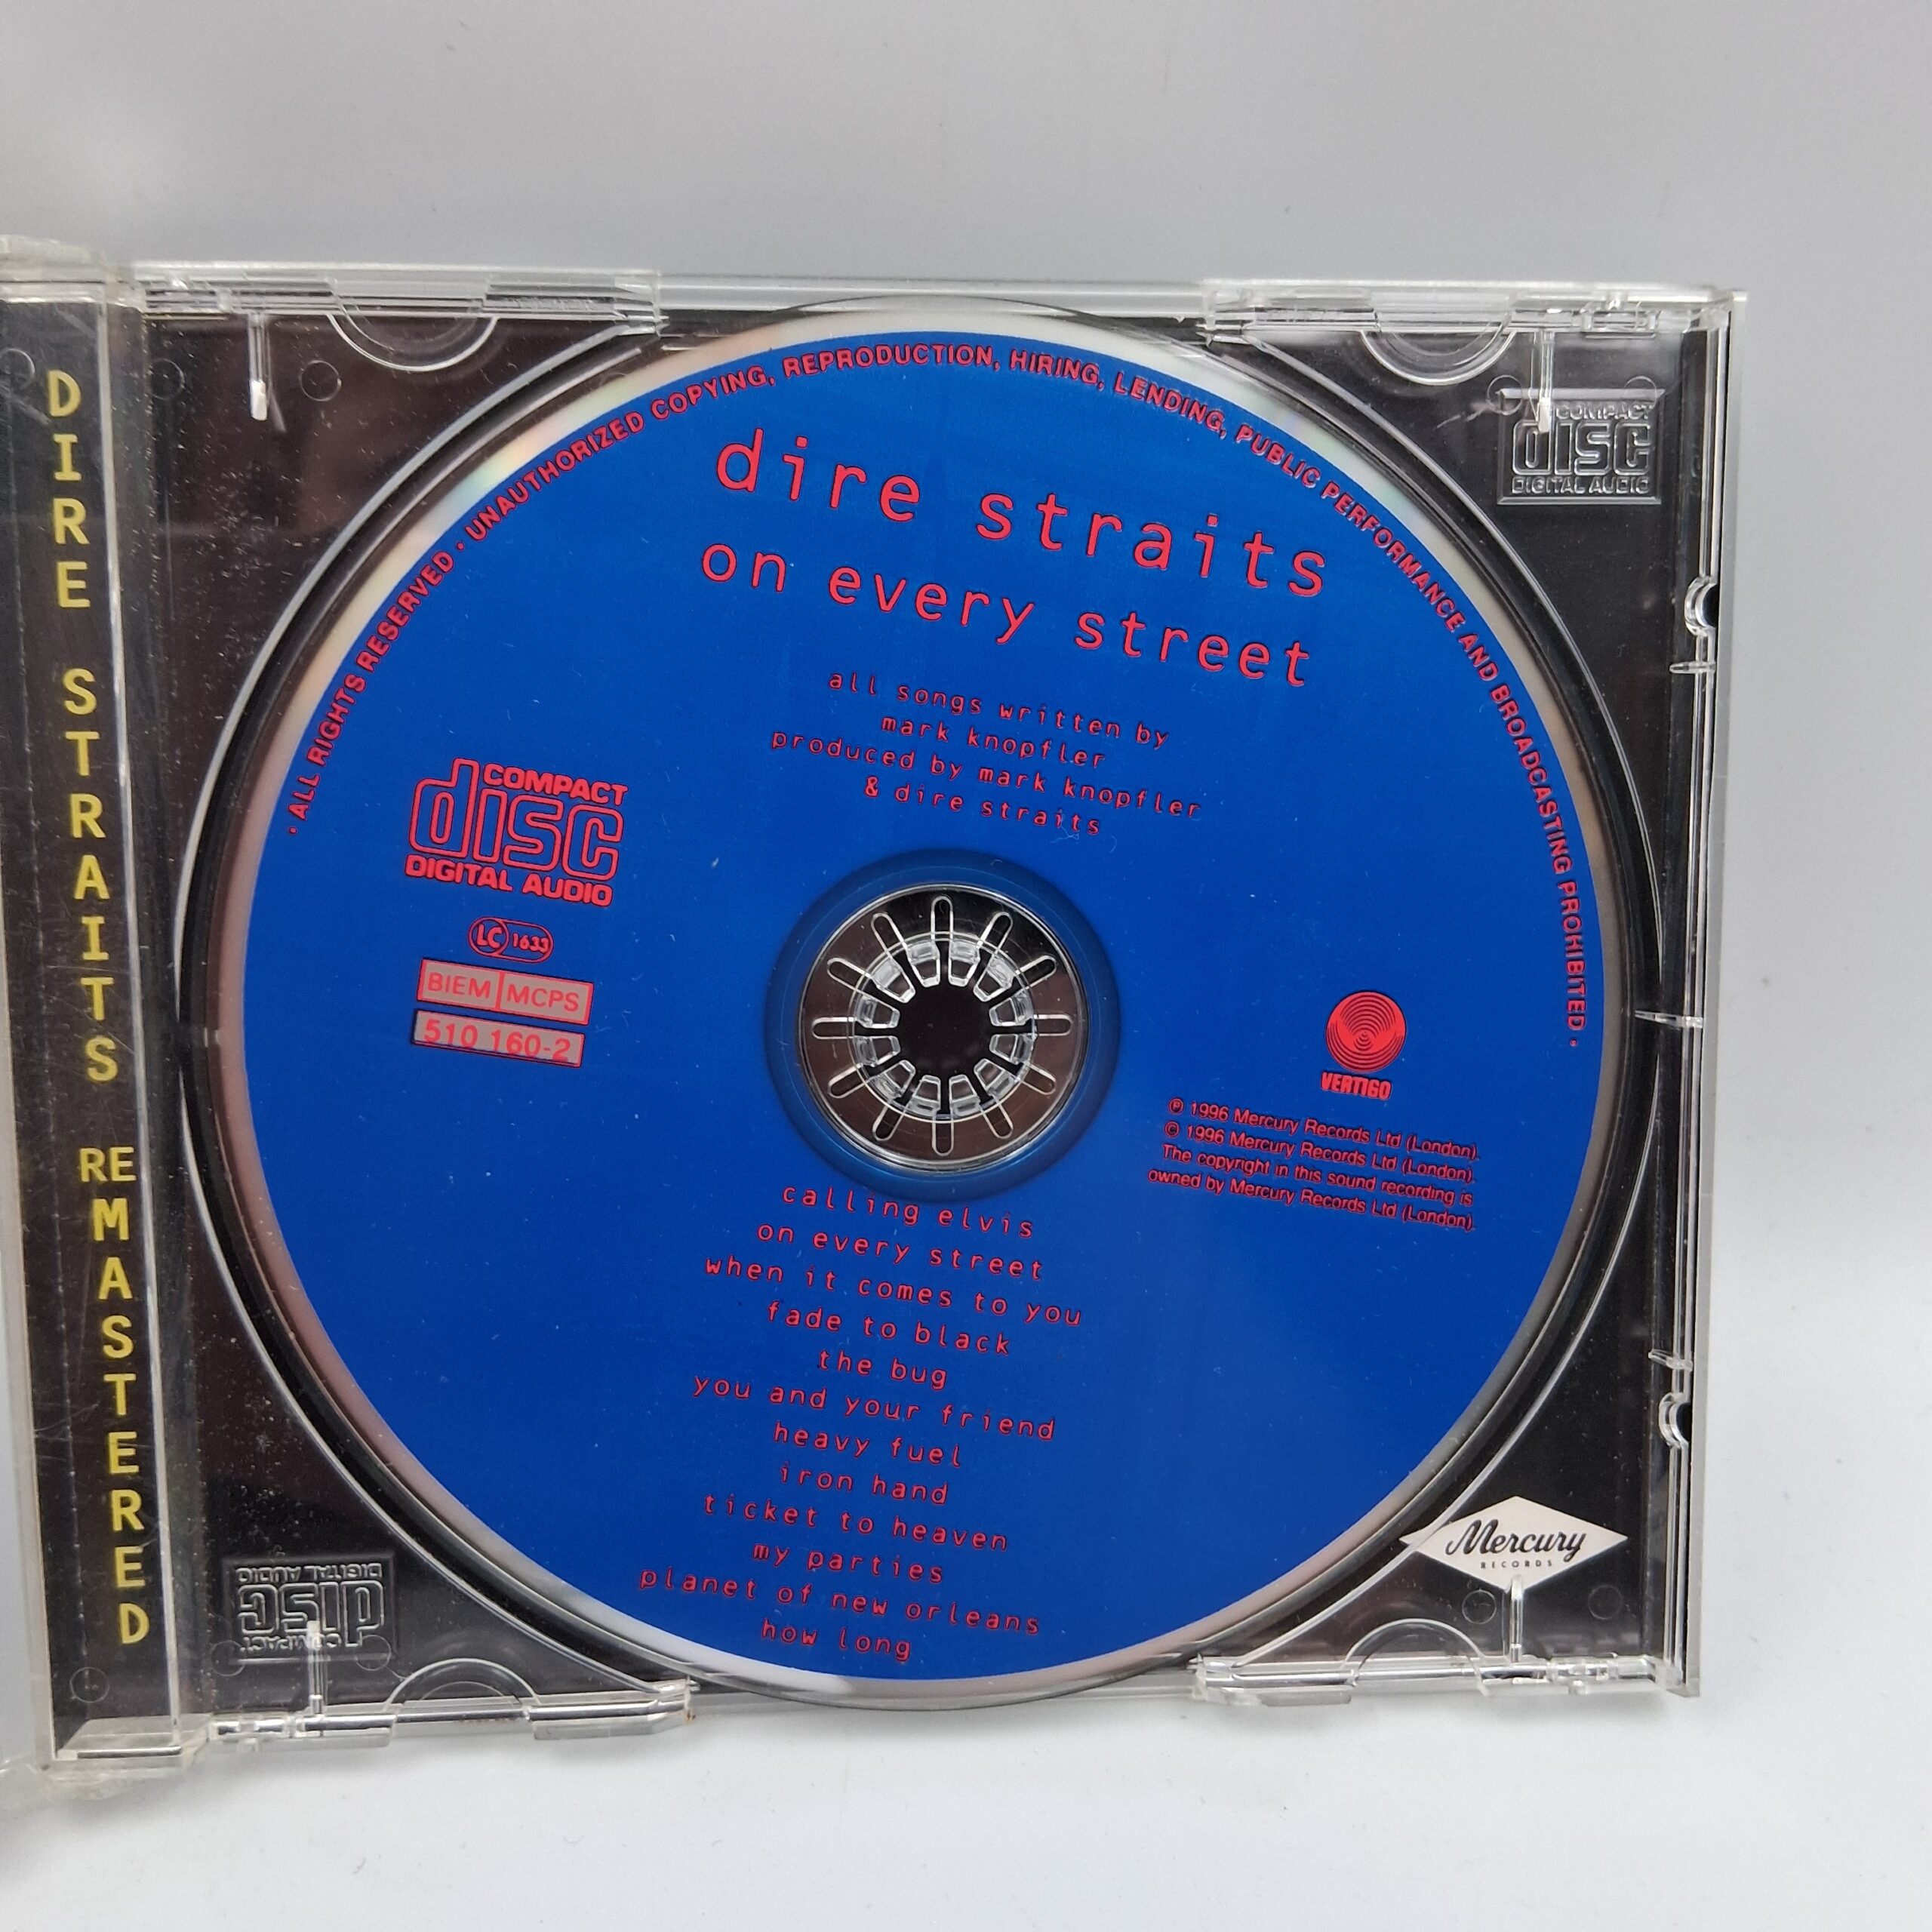 DIRE STRAITS REMASTERED
• ALL RIGHTS RESERVED • UNAUTHORIZED COPYING, REPRODUCTION, HIRING, LENDING, PUBLIC PERFORMANCE AND BROADCASTING PROHIBITED •
dire straits
on every street
all songs written by
mark knopfler
produced by mark knopfler
& dire straits
COMPACT
disc
DIGITAL AUDIO
LC 1633
BIEM MCPS
510 160-2
VERTIGO
℗ 1996 Mercury Records Ltd (London).
© 1996 Mercury Records Ltd (London).
The copyright in this sound recording is
owned by Mercury Records Ltd (London).
calling elvis
on every street
when it comes to you
fade to black
the bug
you and your friend
heavy fuel
iron hand
ticket to heaven
my parties
planet of new orleans
how long
COMPACT
disc
DIGITAL AUDIO
Mercury
RECORDS
COMPACT
disc
DIGITAL AUDIO